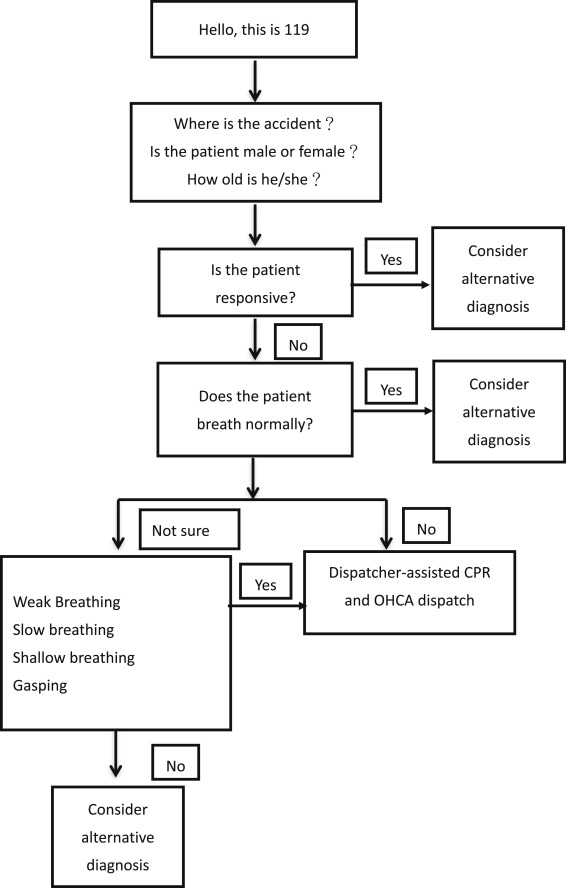 Hello, this is 119
Where is the accident？
Is the patient male or female？
How old is he/she？
Is the patient
responsive?
Yes
Consider
alternative
diagnosis
No
Does the patient
breath normally?
Yes
Consider
alternative
diagnosis
Not sure
No
Weak Breathing
Slow breathing
Shallow breathing
Gasping
Yes
Dispatcher-assisted CPR
and OHCA dispatch
No
Consider
alternative
diagnosis